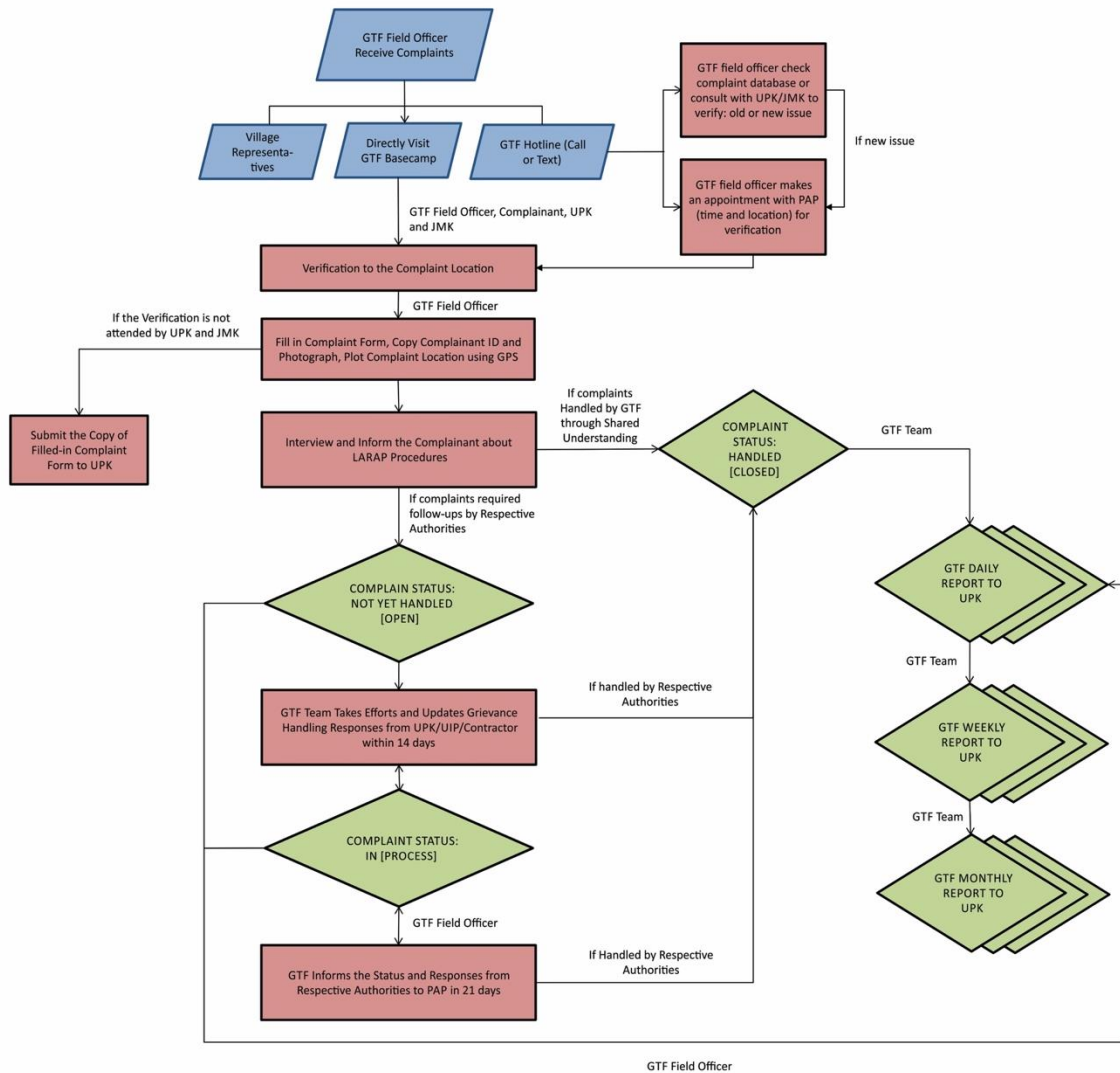 GTF Field Officer
Receive Complaints
Village
Representa-
tives
Directly Visit
GTF Basecamp
GTF Hotline (Call
or Text)
GTF field officer check
complaint database or
consult with UPK/JMK to
verify: old or new issue
If new issue
GTF field officer makes
an appointment with PAP
(time and location) for
verification
GTF Field Officer, Complainant, UPK
and JMK
Verification to the Complaint Location
GTF Field Officer
If the Verification is not
attended by UPK and JMK
Fill in Complaint Form, Copy Complainant ID and
Photograph, Plot Complaint Location using GPS
Submit the Copy of
Filled-in Complaint
Form to UPK
Interview and Inform the Complainant about
LARAP Procedures
If complaints
Handled by GTF
through Shared
Understanding
COMPLAINT
STATUS:
HANDLED
[CLOSED]
GTF Team
If complaints required
follow-ups by Respective
Authorities
COMPLAIN STATUS:
NOT YET HANDLED
[OPEN]
GTF DAILY
REPORT TO
UPK
GTF Team
GTF Team Takes Efforts and Updates Grievance
Handling Responses from UPK/UIP/Contractor
within 14 days
If handled by Respective
Authorities
GTF WEEKLY
REPORT TO
UPK
GTF Team
COMPLAINT STATUS:
IN [PROCESS]
GTF MONTHLY
REPORT TO
UPK
GTF Field Officer
GTF Informs the Status and Responses from
Respective Authorities to PAP in 21 days
If Handled by Respective
Authorities
GTF Field Officer